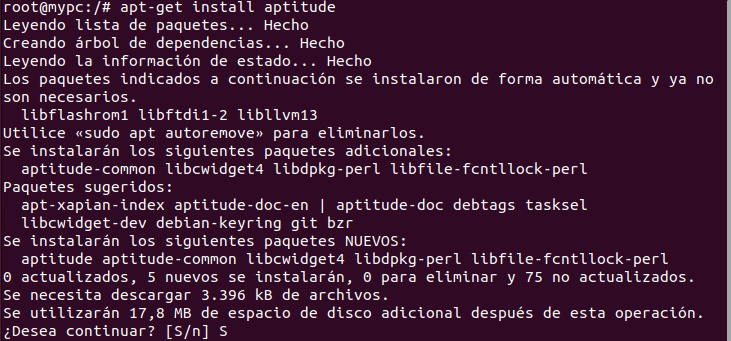 root@mypc:/# apt-get install aptitude
Leyendo lista de paquetes... Hecho
Creando árbol de dependencias... Hecho
Leyendo la información de estado... Hecho
Los paquetes indicados a continuación se instalaron de forma automática y ya no
son necesarios.
  libflashrom1 libftdi1-2 libllvm13
Utilice «sudo apt autoremove» para eliminarlos.
Se instalarán los siguientes paquetes adicionales:
  aptitude-common libcwidget4 libdpkg-perl libfile-fcntllock-perl
Paquetes sugeridos:
  apt-xapian-index aptitude-doc-en | aptitude-doc debtags tasksel
  libcwidget-dev debian-keyring git bzr
Se instalarán los siguientes paquetes NUEVOS:
  aptitude aptitude-common libcwidget4 libdpkg-perl libfile-fcntllock-perl
0 actualizados, 5 nuevos se instalarán, 0 para eliminar y 75 no actualizados.
Se necesita descargar 3.396 kB de archivos.
Se utilizarán 17,8 MB de espacio de disco adicional después de esta operación.
¿Desea continuar? [S/n] S